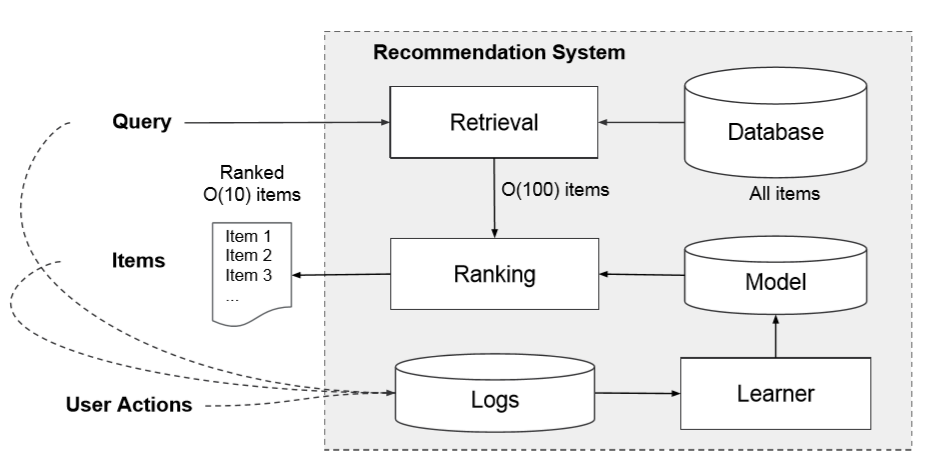 Recommendation System
Query
Retrieval
Database
All items
O(100) items
Ranked
O(10) items
Item 1
Item 2
Item 3
...
Items
Ranking
Model
User Actions
Logs
Learner